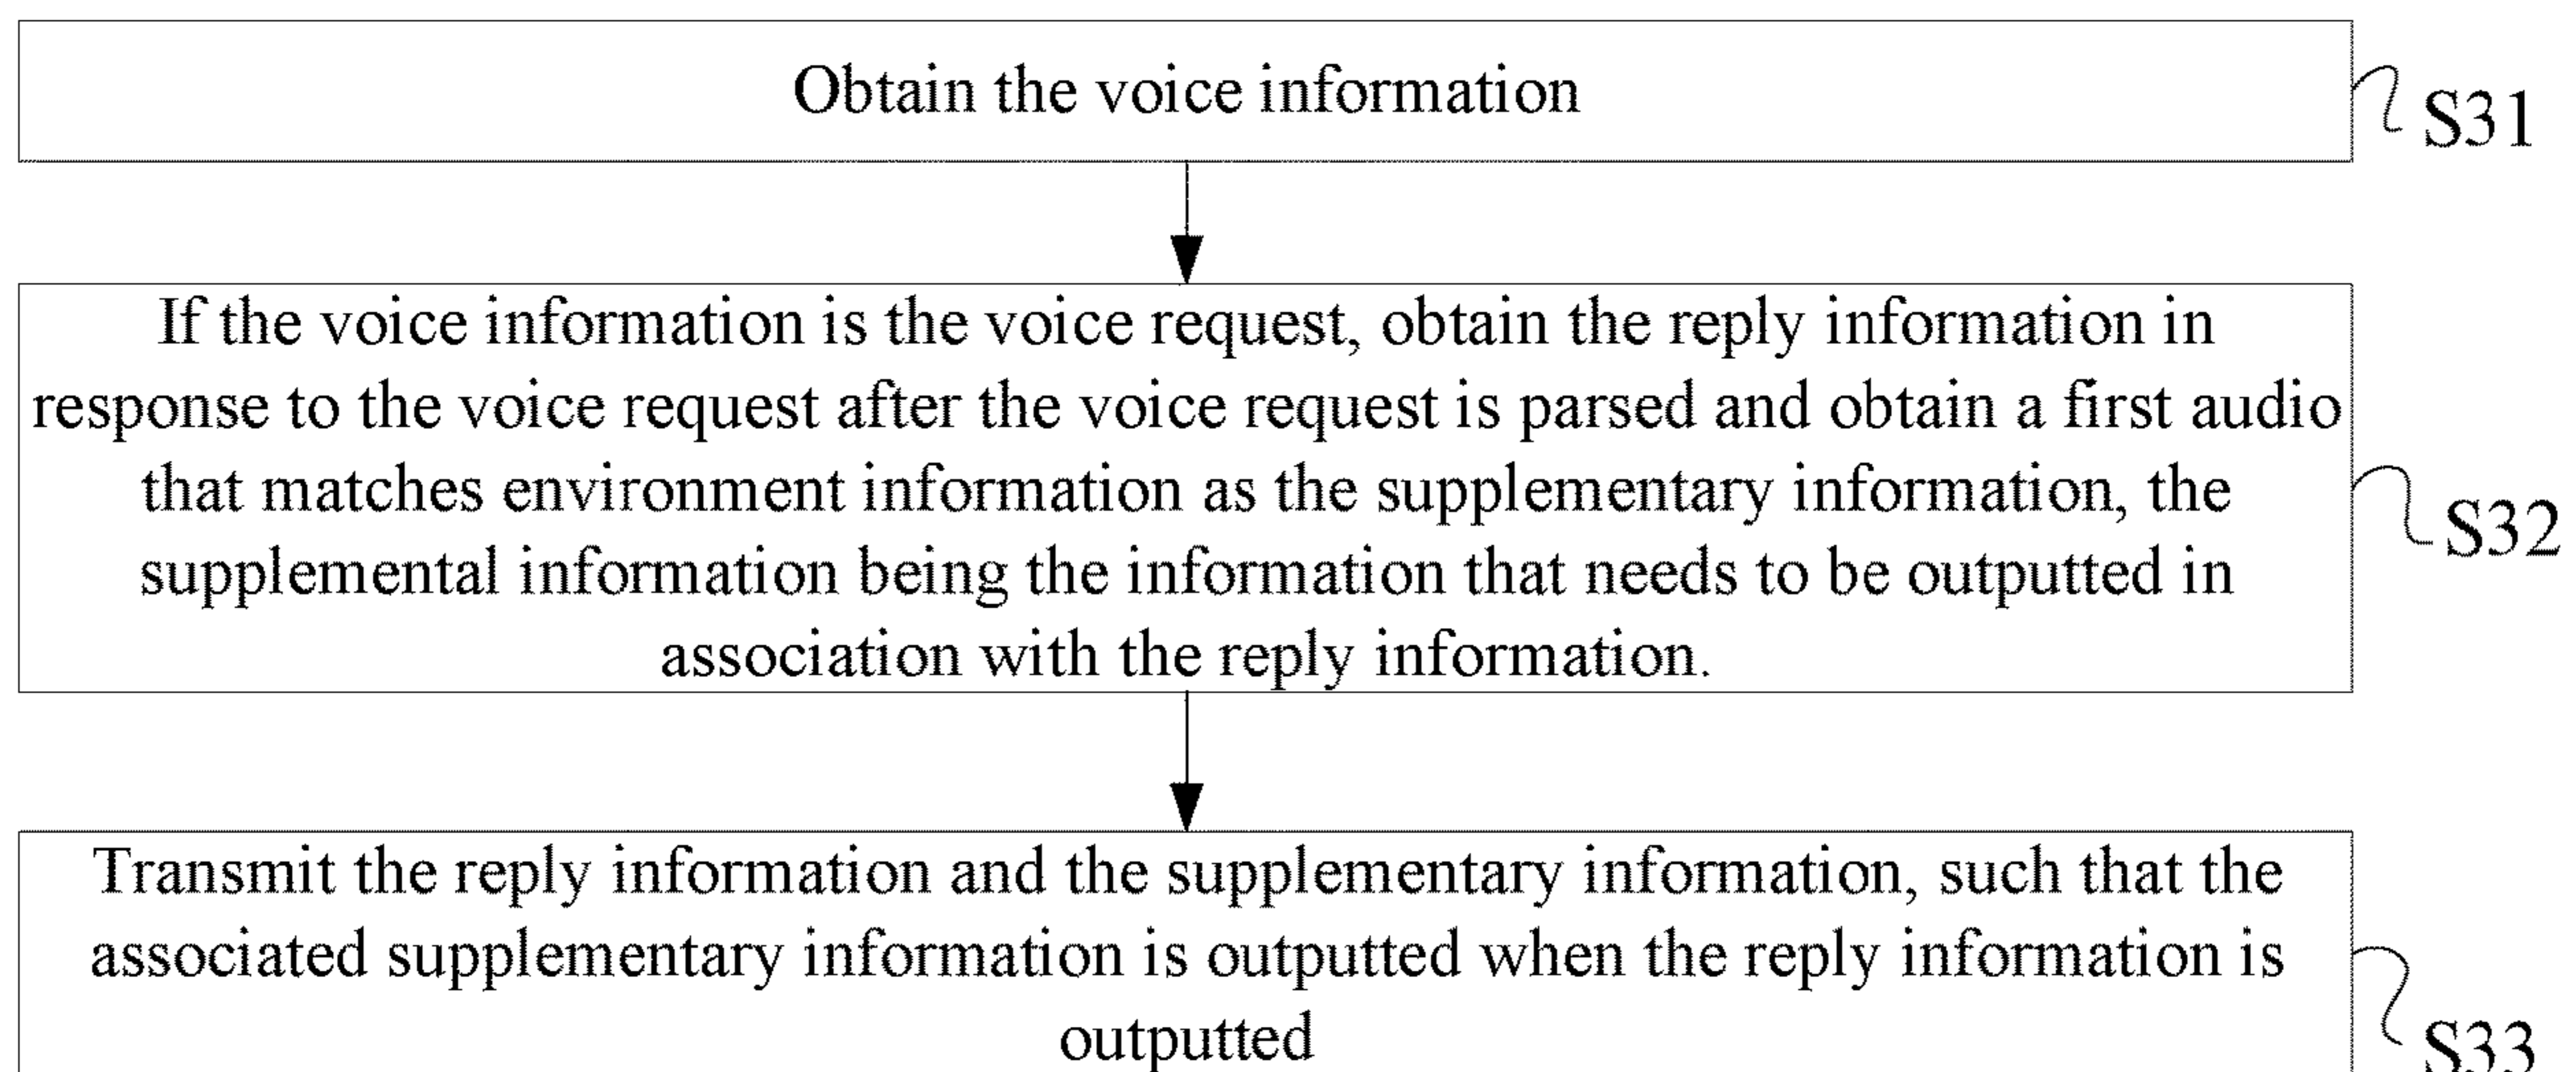 Obtain the voice information
S31
If the voice information is the voice request, obtain the reply information in
response to the voice request after the voice request is parsed and obtain a first audio
that matches environment information as the supplementary information, the
supplemental information being the information that needs to be outputted in
association with the reply information.
S32
Transmit the reply information and the supplementary information, such that the
associated supplementary information is outputted when the reply information is
outputted
S33